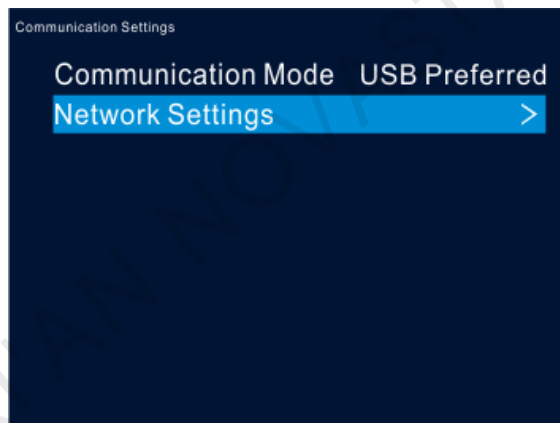 Communication Settings
Communication Mode USB Preferred
Network Settings >